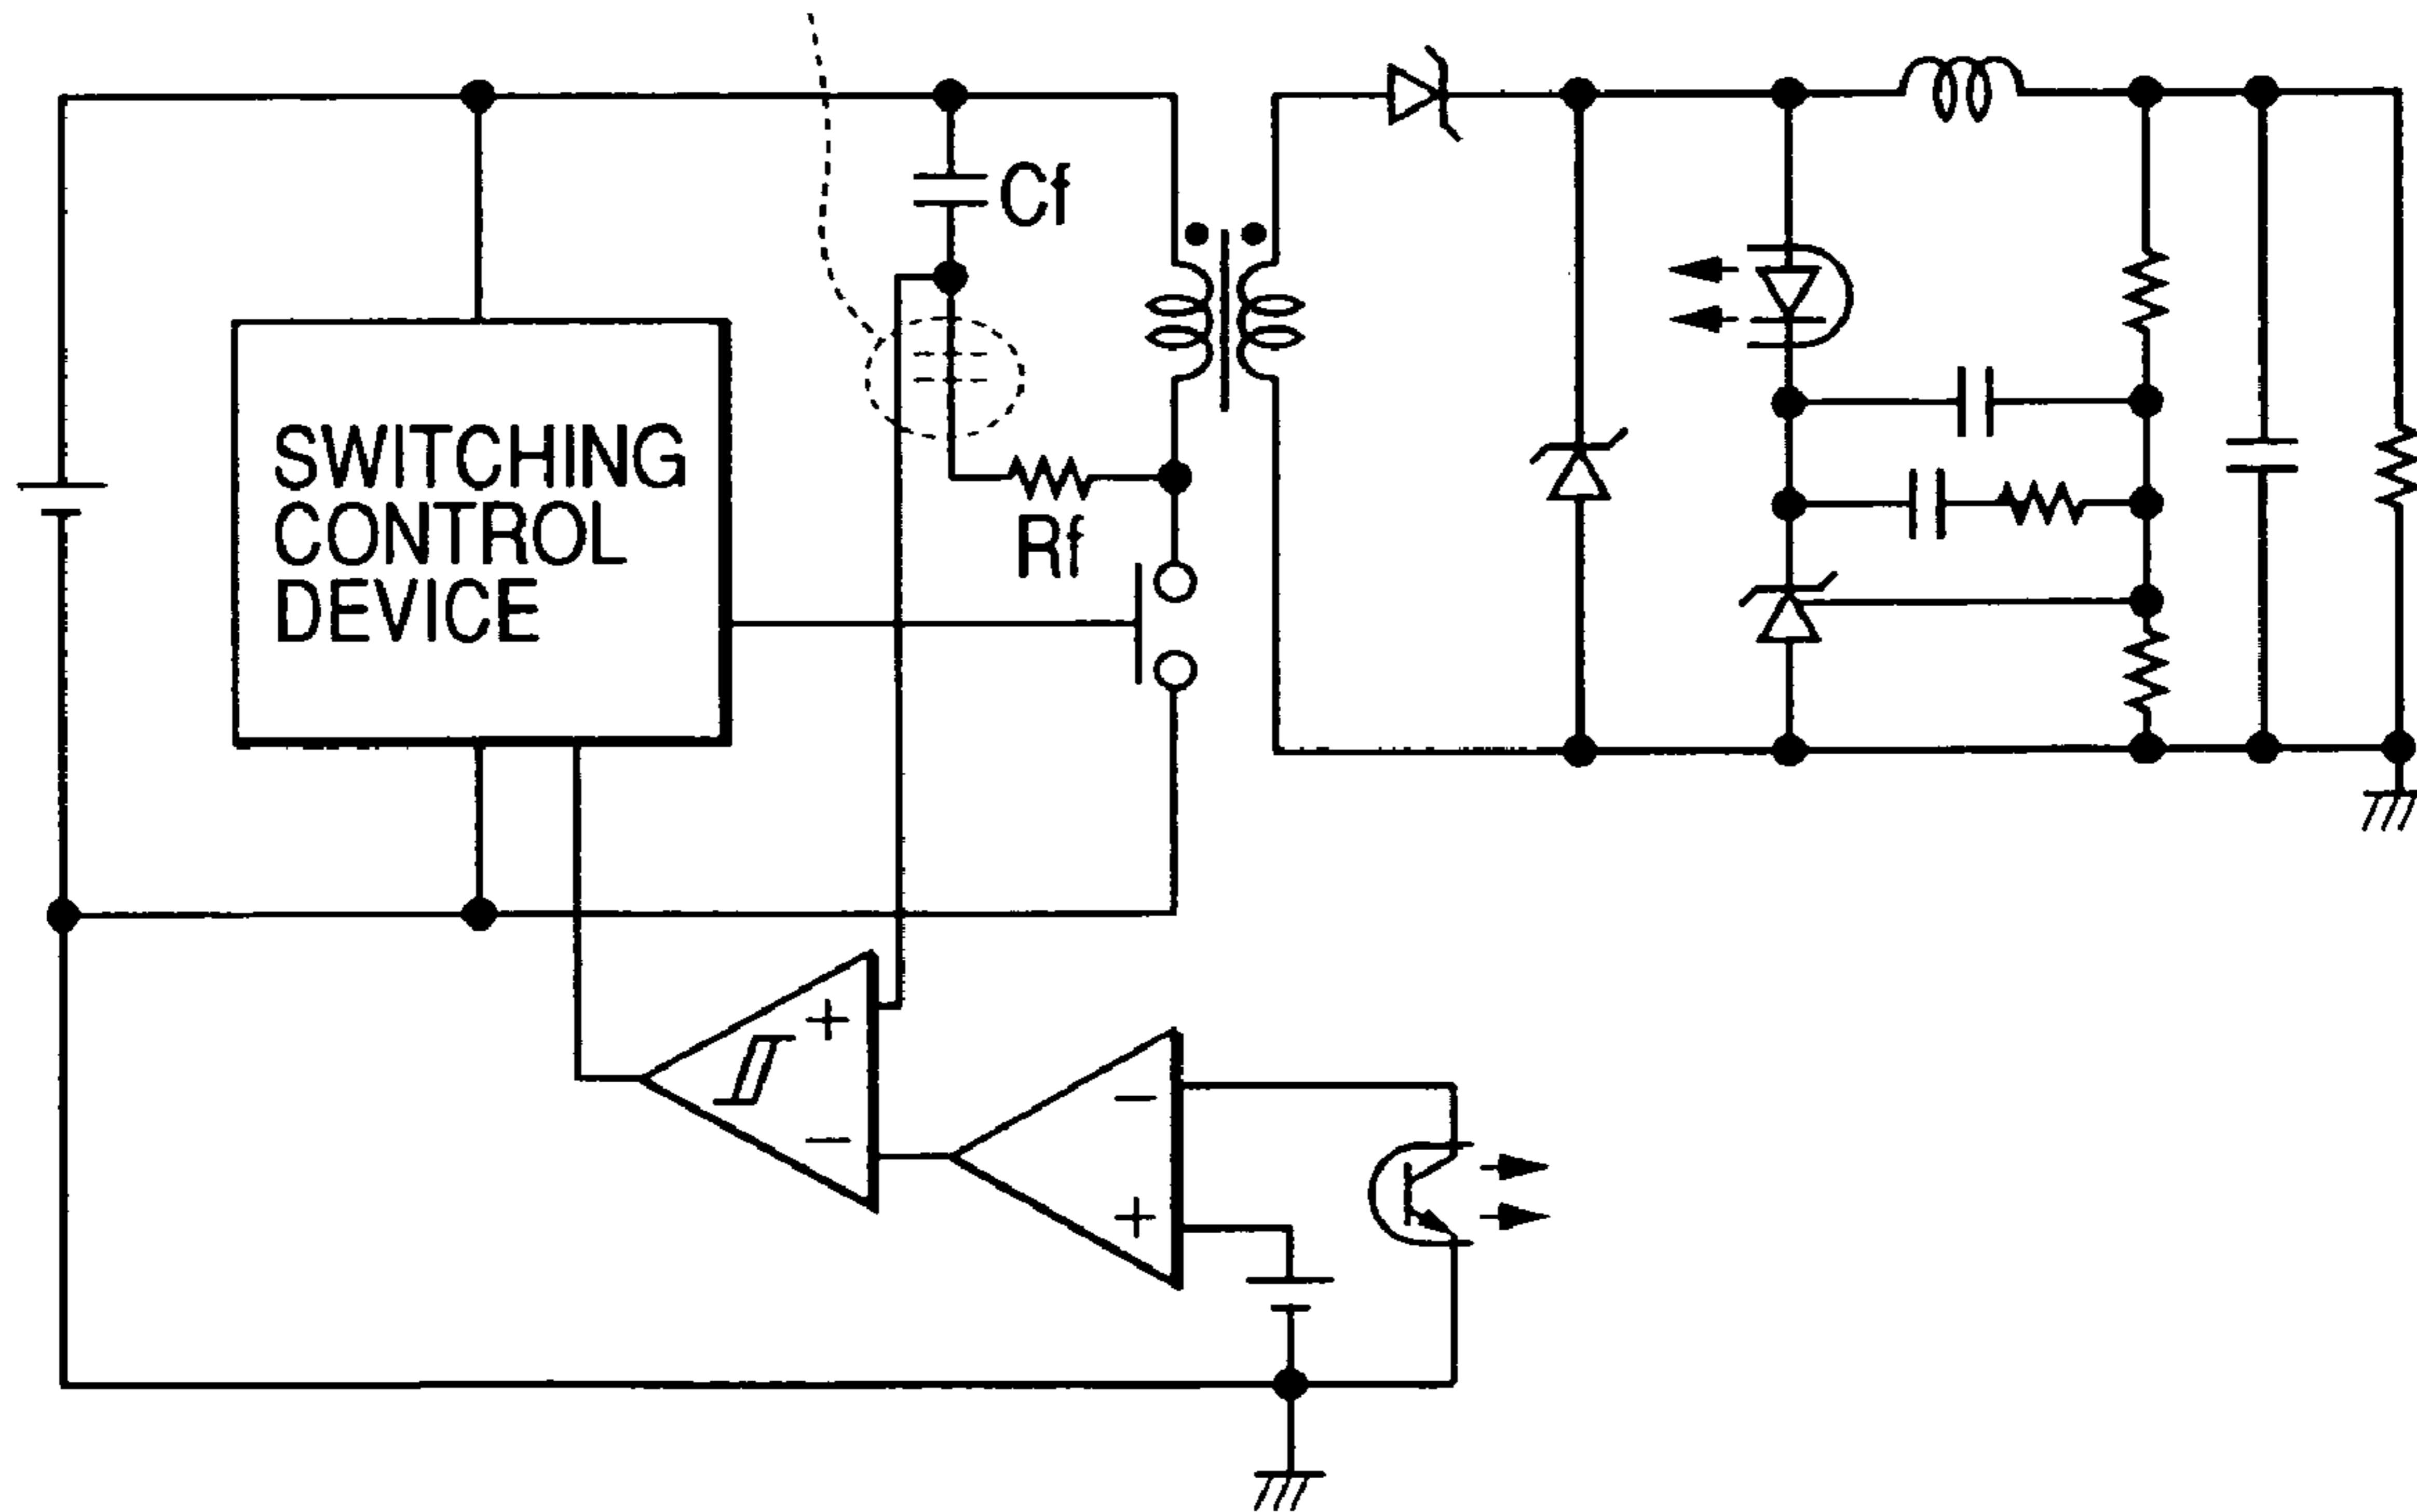 Cf
SWITCHING
CONTROL
DEVICE
Rf
+
−
−
+